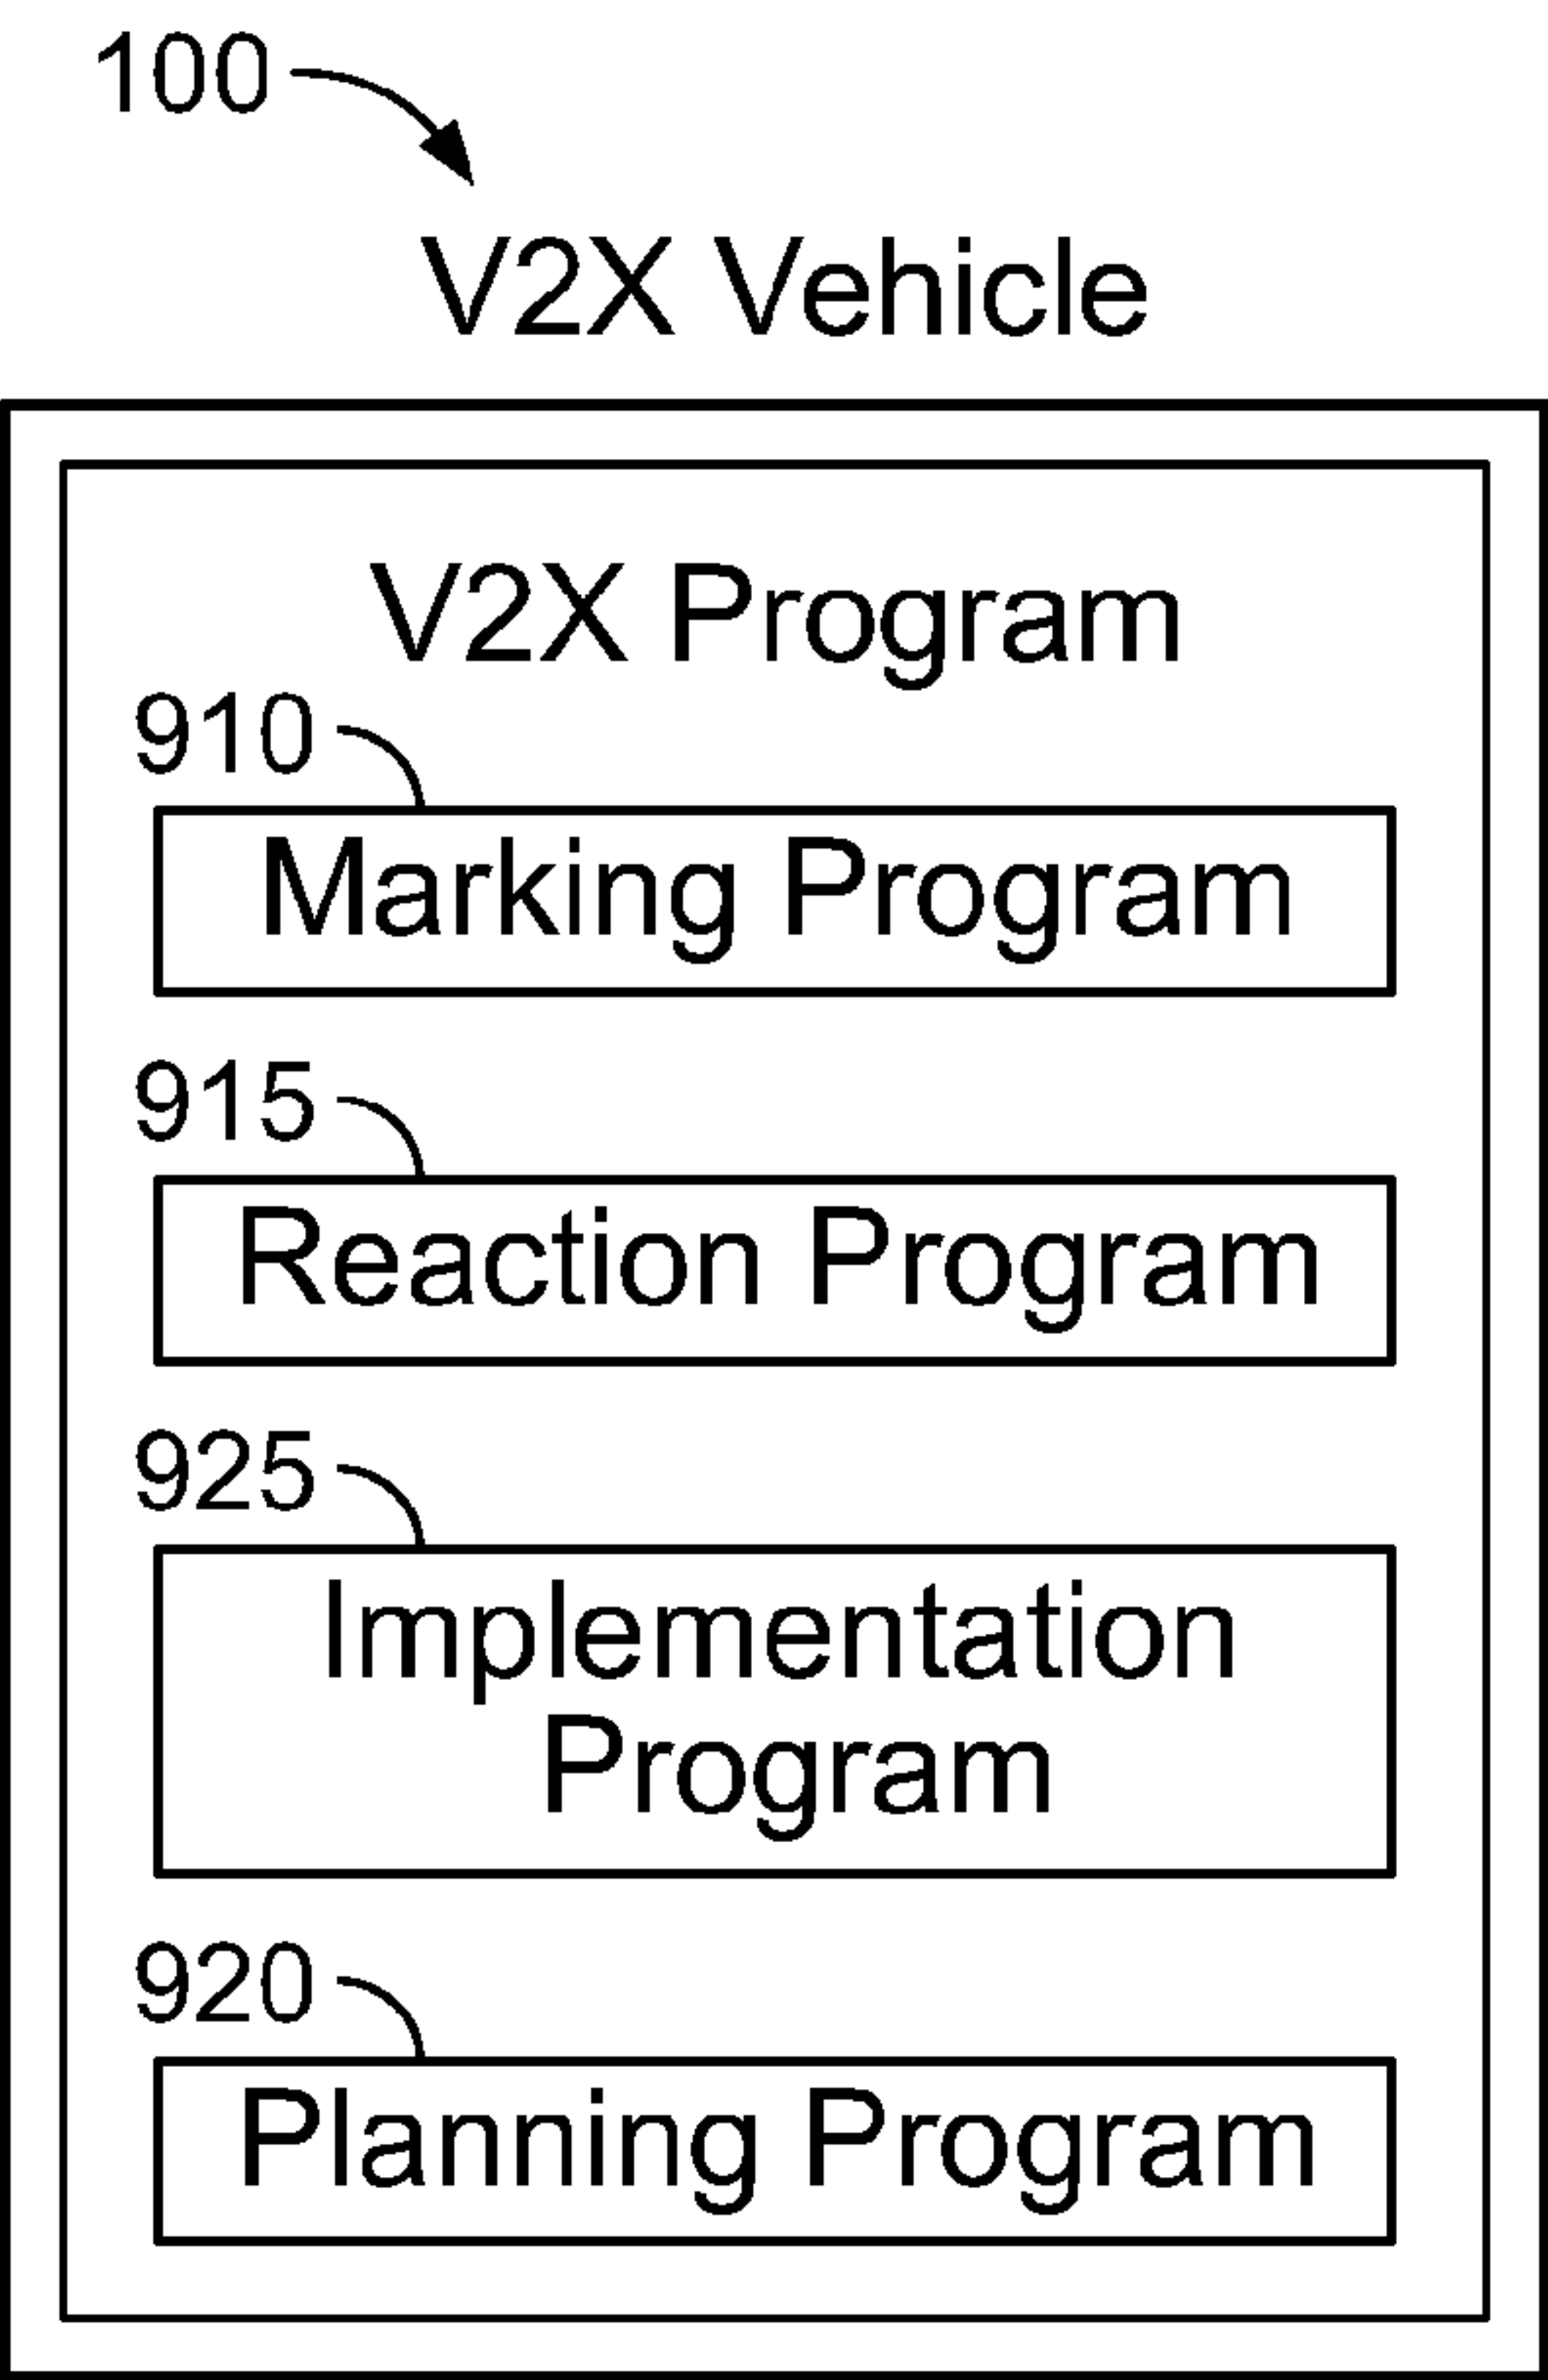 100
V2X Vehicle
V2X Program
910
Marking Program
915
Reaction Program
925
Implementation
Program
920
Planning Program